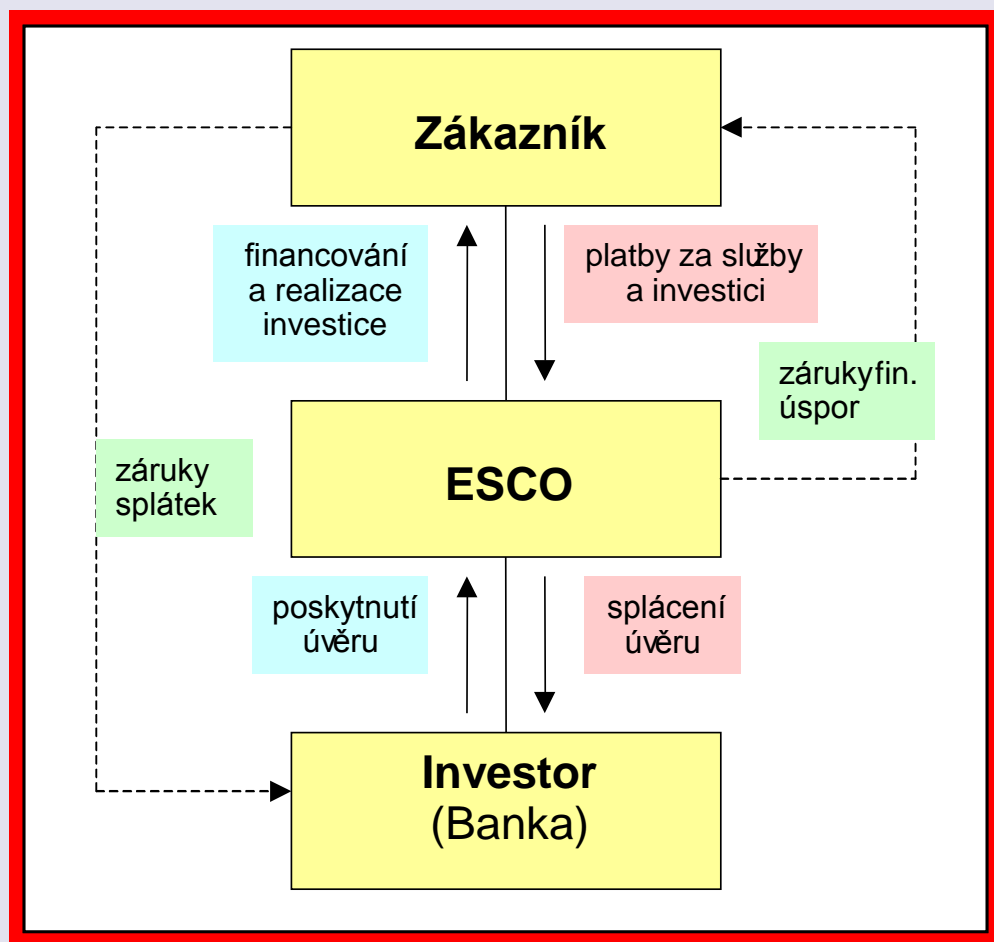 Zákazník
financování
a realizace
investice
platby za služby
a investici
zárukyfin.
úspor
ESCO
záruky
splátek
poskytnutí
úvěru
splácení
úvěru
Investor
(Banka)